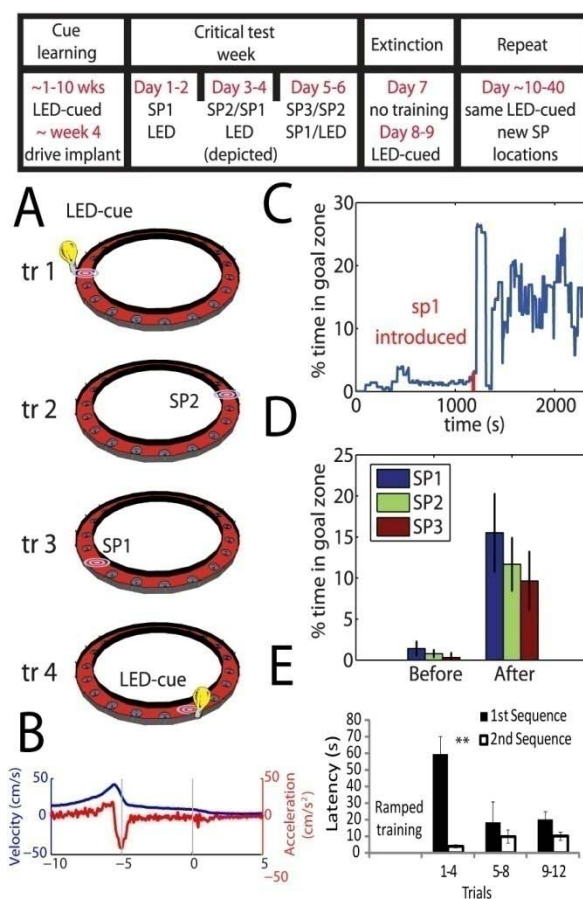 Cue learning
Critical test week
Extinction
Repeat
~1-10 wks
LED-cued
~ week 4
drive implant
Day 1-2
SP1
LED
Day 3-4
SP2/SP1
LED
(depicted)
Day 5-6
SP3/SP2
SP1/LED
Day 7
no training
Day 8-9
LED-cued
Day ~10-40
same LED-cued
new SP
locations
A
LED-cue
tr 1
SP2
tr 2
SP1
tr 3
LED-cue
tr 4
B
Velocity (cm/s)
50
0
−50
Acceleration
(cm/s²)
50
0
−50
−10
−5
0
5
C
% time in goal zone
30
20
10
0
sp1
introduced
0
1000
2000
time (s)
D
% time in goal zone
25
20
15
10
5
0
SP1
SP2
SP3
Before
After
E
Latency (s)
80
70
60
50
40
30
20
10
0
1st Sequence
2nd Sequence
**
Ramped
training
1-4
5-8
9-12
Trials